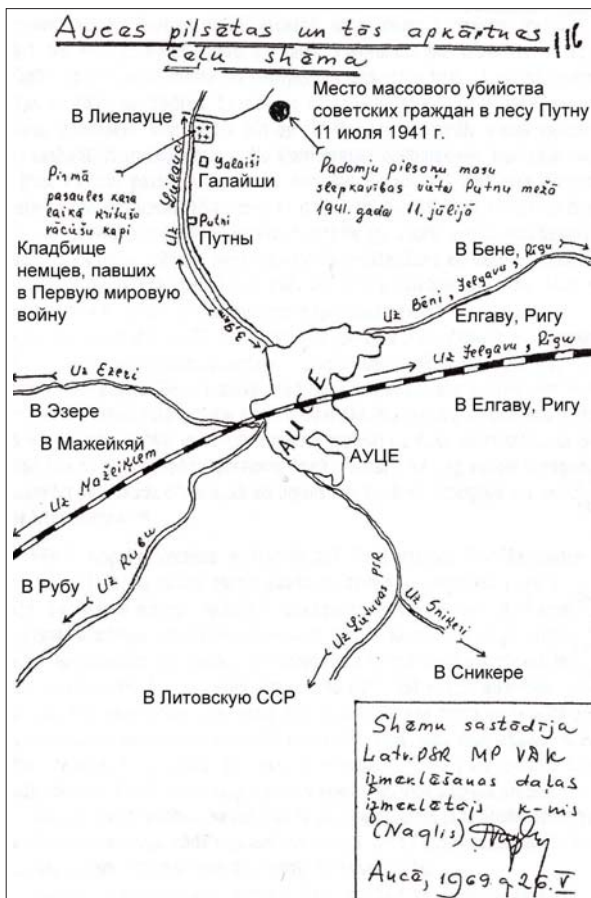 Auces pilsētas un tās apkārtnes
ceļu shēma
116
Место массового убийства
советских граждан в лесу Путну
11 июля 1941 г.
В Лиелауце
Uz Lielauci
Galaiši
Галайши
Pirmā
pasaules kara
laikā kritušo
vācišu kapi
Padomju pilsoņu masu
slepkavības vieta Putnu mežā
1941. gada 11. jūlijā
Putni
Путны
Кладбище
немцев, павших
в Первую мировую
войну
В Бене,
Uz Bēni, Jelgavu, Rīgu
Елгаву, Ригу
Uz Jelgavu, Rīgu
Uz Ezeri
В Эзере
В Елгаву, Ригу
AUCE
В Мажейкяй
АУЦЕ
Uz Mažeiķiem
В Рубу
Uz Rubu
Uz Lietuvas PSR
Uz Sniķeri
В Сникере
В Литовскую ССР
Shēmu sastādīja
Latv.PSR MP VDK
izmeklēšanas daļas
izmeklētājs k-nis
(Naglis)
Aucē, 1969.g 26.V